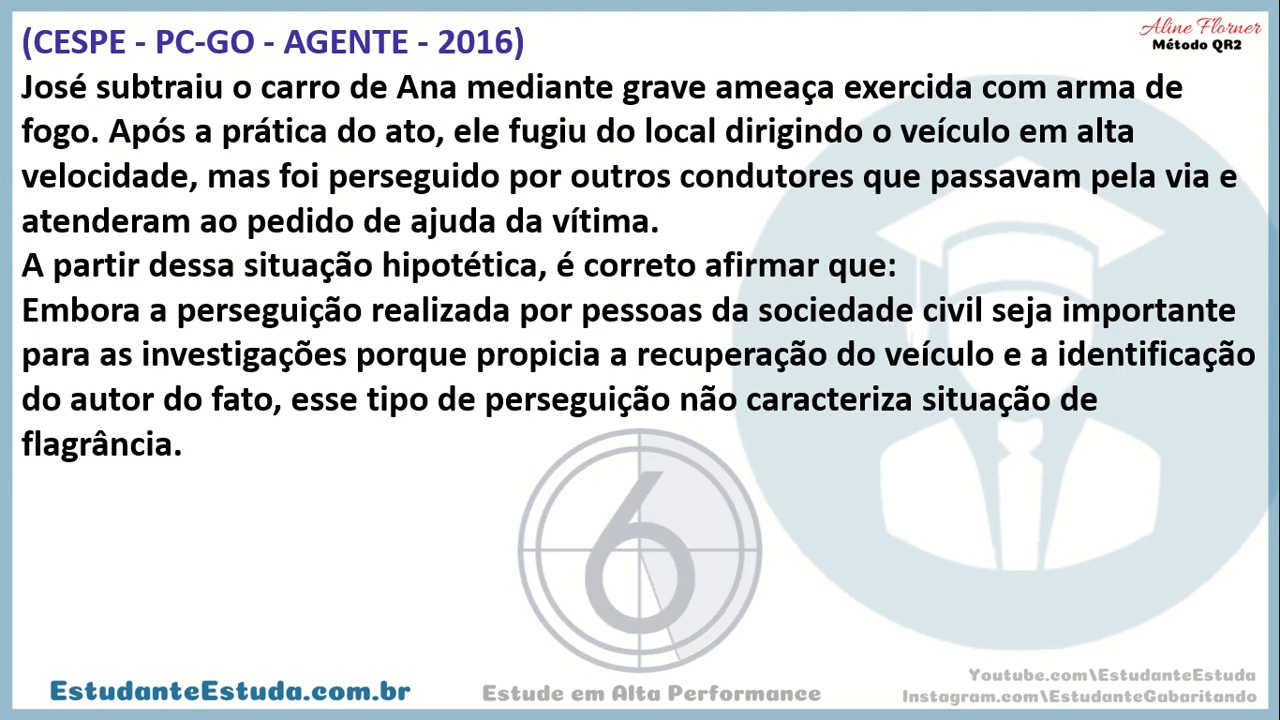 (CESPE - PC-GO - AGENTE - 2016)
Aline Florner
Método QR2
José subtraiu o carro de Ana mediante grave ameaça exercida com arma de
fogo. Após a prática do ato, ele fugiu do local dirigindo o veículo em alta
velocidade, mas foi perseguido por outros condutores que passavam pela via e
atenderam ao pedido de ajuda da vítima.
A partir dessa situação hipotética, é correto afirmar que:
Embora a perseguição realizada por pessoas da sociedade civil seja importante
para as investigações porque propicia a recuperação do veículo e a identificação
do autor do fato, esse tipo de perseguição não caracteriza situação de
flagrância.
6
EstudanteEstuda.com.br
Estude em Alta Performance
Youtube.com\EstudanteEstuda
Instagram.com\EstudanteGabaritando